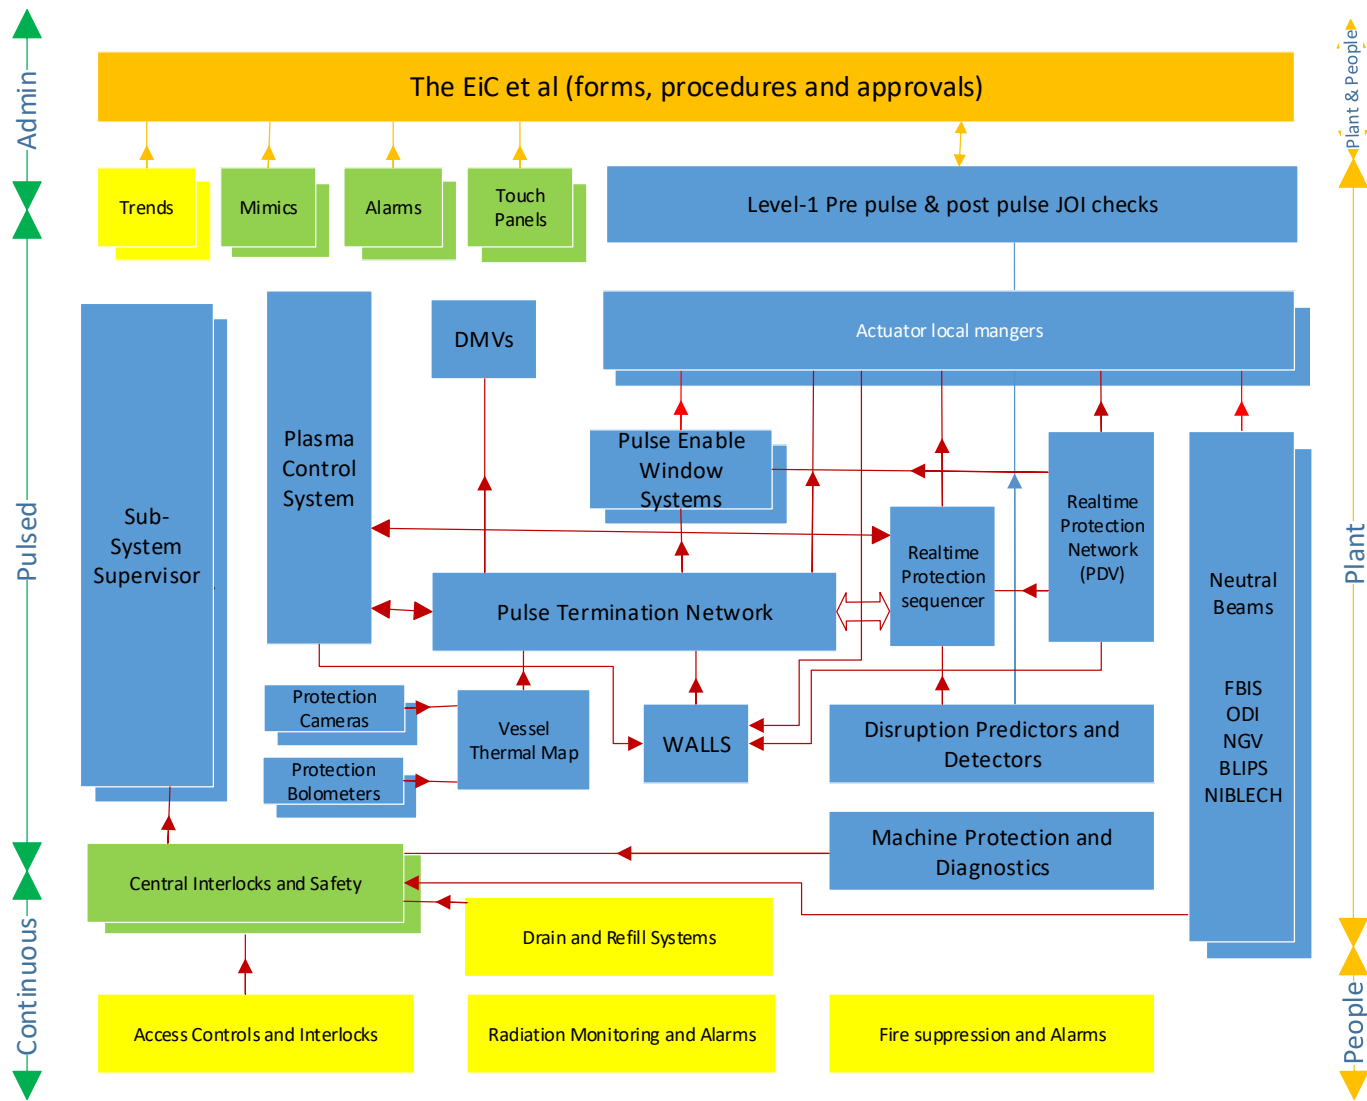 Admin
Plant & People
The EiC et al (forms, procedures and approvals)
Trends
Mimics
Alarms
Touch
Panels
Level-1 Pre pulse & post pulse JOI checks
Pulsed
Plant
Sub-
System
Supervisor
Plasma
Control
System
DMVs
Actuator local mangers
Pulse Enable
Window
Systems
Realtime
Protection
Network
(PDV)
Realtime
Protection
sequencer
Pulse Termination Network
Neutral
Beams
FBIS
ODI
NGV
BLIPS
NIBLECH
Protection
Cameras
Protection
Bolometers
Vessel
Thermal Map
WALLS
Disruption Predictors and
Detectors
Machine Protection and
Diagnostics
Continuous
People
Central Interlocks and Safety
Drain and Refill Systems
Access Controls and Interlocks
Radiation Monitoring and Alarms
Fire suppression and Alarms